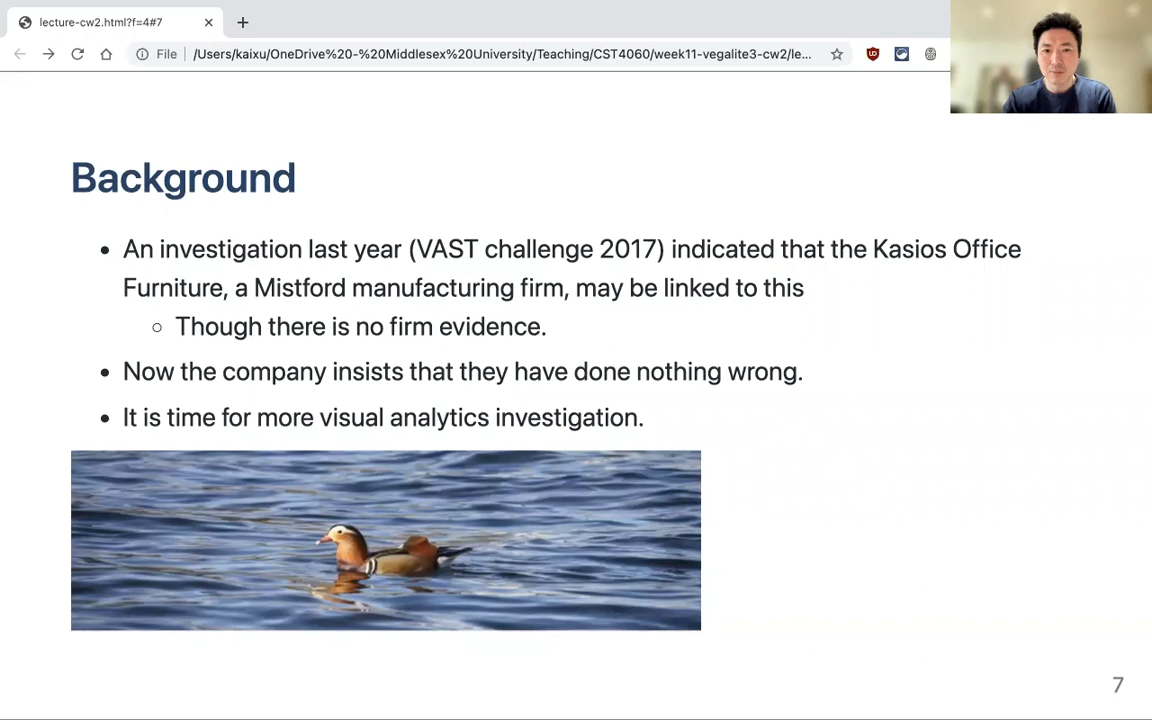 lecture-cw2.html?f=4#7
File
/Users/kaixu/OneDrive%20-%20Middlesex%20University/Teaching/CST4060/week11-vegalite3-cw2/le...
Background
An investigation last year (VAST challenge 2017) indicated that the Kasios Office
Furniture, a Mistford manufacturing firm, may be linked to this
Though there is no firm evidence.
Now the company insists that they have done nothing wrong.
It is time for more visual analytics investigation.
7